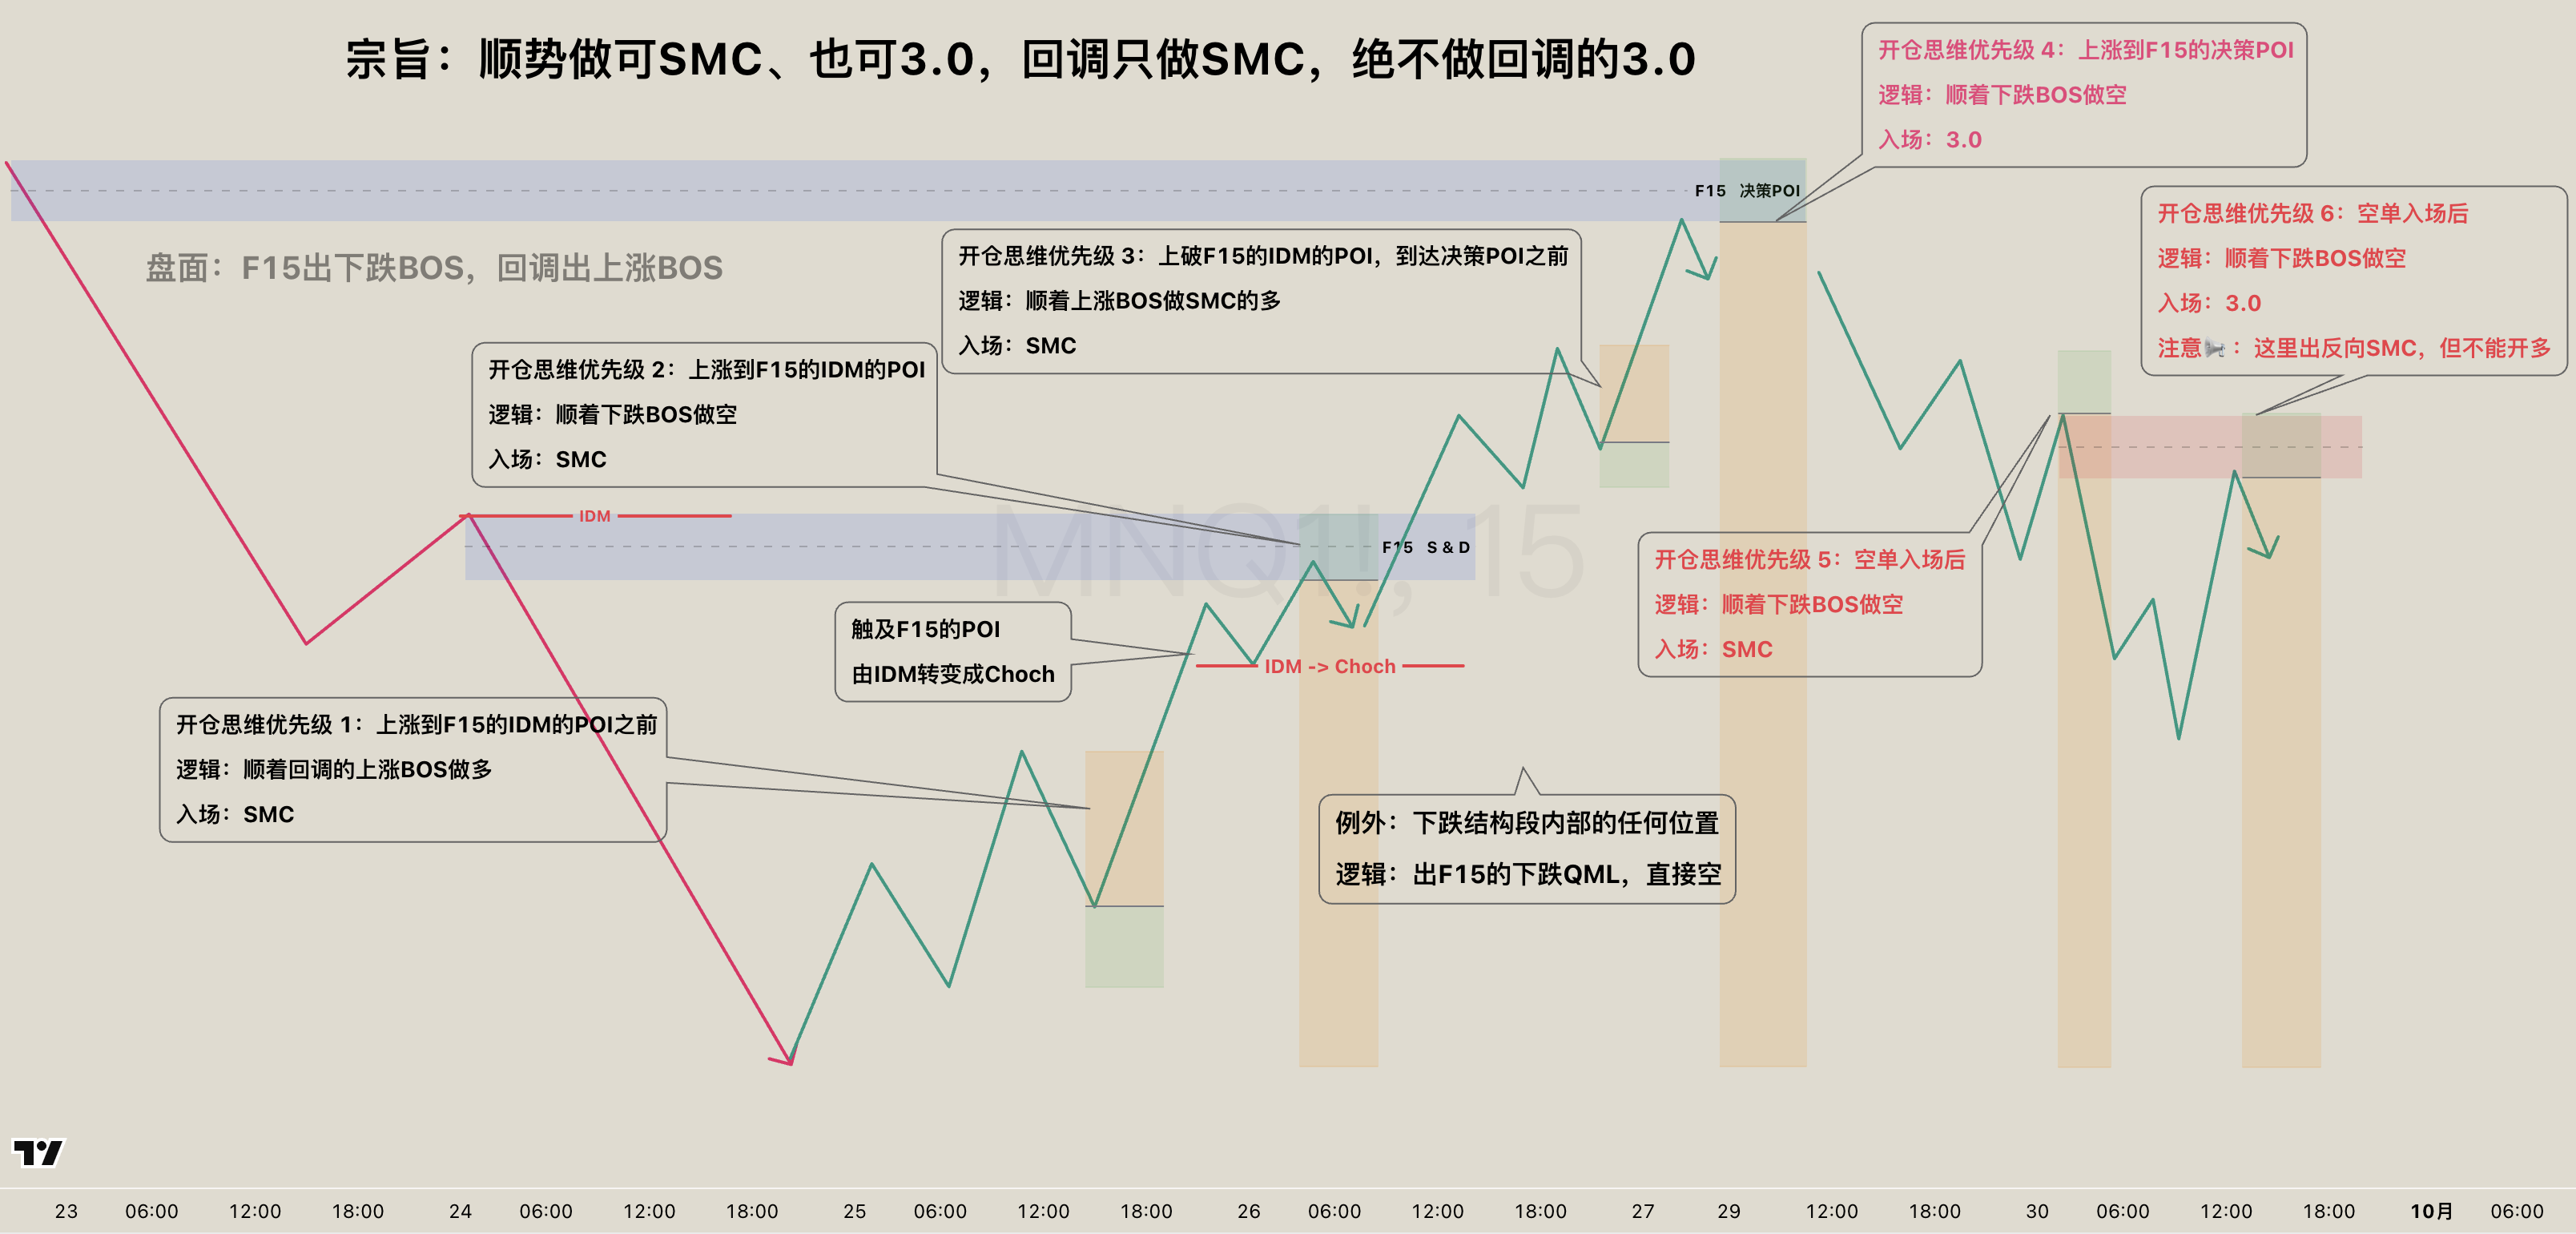 宗旨：顺势做可SMC、也可3.0，回调只做SMC，绝不做回调的3.0
开仓思维优先级 4：上涨到F15的决策POI
逻辑：顺着下跌BOS做空
入场：3.0
F15 决策POI
开仓思维优先级 6：空单入场后
逻辑：顺着下跌BOS做空
入场：3.0
注意📢：这里出反向SMC，但不能开多
盘面：F15出下跌BOS，回调出上涨BOS
开仓思维优先级 3：上破F15的IDM的POI，到达决策POI之前
逻辑：顺着上涨BOS做SMC的多
入场：SMC
开仓思维优先级 2：上涨到F15的IDM的POI
逻辑：顺着下跌BOS做空
入场：SMC
IDM
F15 S & D
MNQ1!, 15
开仓思维优先级 5：空单入场后
逻辑：顺着下跌BOS做空
入场：SMC
触及F15的POI
由IDM转变成Choch
IDM -> Choch
开仓思维优先级 1：上涨到F15的IDM的POI之前
逻辑：顺着回调的上涨BOS做多
入场：SMC
例外：下跌结构段内部的任何位置
逻辑：出F15的下跌QML，直接空
23 06:00 12:00 18:00 24 06:00 12:00 18:00 25 06:00 12:00 18:00 26 06:00 12:00 18:00 27 29 12:00 18:00 30 06:00 12:00 18:00 10月 06:00